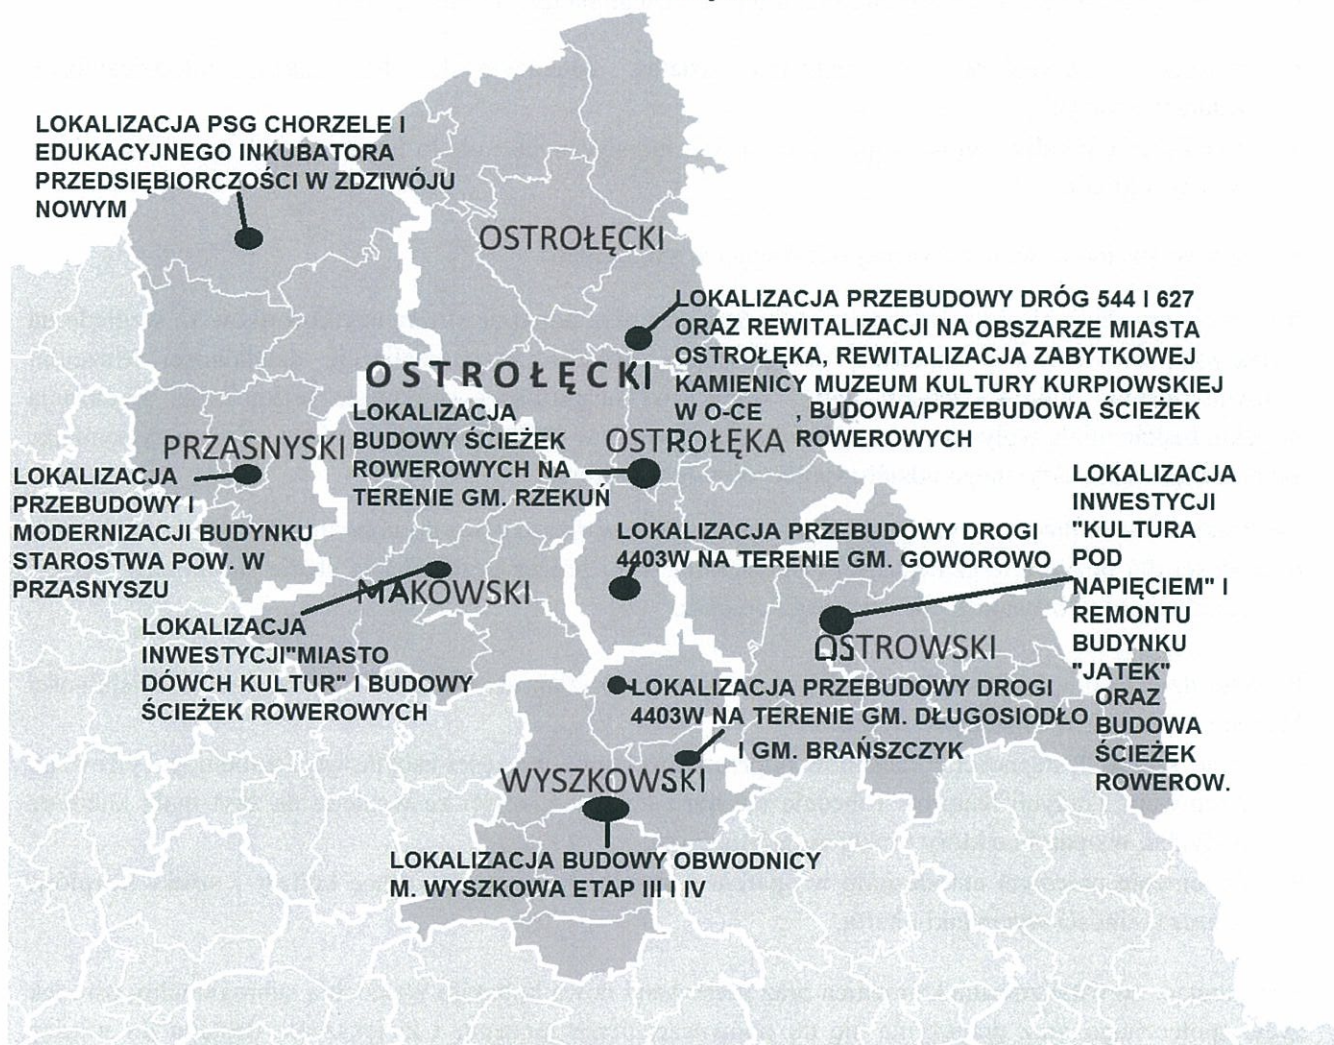 LOKALIZACJA PSG CHORZELE I
EDUKACYJNEGO INKUBATORA
PRZEDSIĘBIORCZOŚCI W ZDZIWÓJU
NOWYM
OSTROŁĘCKI
LOKALIZACJA PRZEBUDOWY DRÓG 544 I 627
ORAZ REWITALIZACJI NA OBSZARZE MIASTA
OSTROŁĘKA, REWITALIZACJA ZABYTKOWEJ
KAMIENICY MUZEUM KULTURY KURPIOWSKIEJ
W O-CE , BUDOWA/PRZEBUDOWA ŚCIEŻEK
ROWEROWYCH
OSTROŁĘCKI
LOKALIZACJA
BUDOWY ŚCIEŻEK
ROWEROWYCH NA
TERENIE GM. RZEKUŃ
OSTROŁĘKA
PRZASNYSKI
LOKALIZACJA
PRZEBUDOWY I
MODERNIZACJI BUDYNKU
STAROSTWA POW. W
PRZASNYSZU
LOKALIZACJA
INWESTYCJI
"KULTURA
POD
NAPIĘCIEM" I
REMONTU
BUDYNKU
"JATEK"
ORAZ
BUDOWA
ŚCIEŻEK
ROWEROW.
LOKALIZACJA PRZEBUDOWY DROGI
4403W NA TERENIE GM. GOWOROWO
MAKOWSKI
LOKALIZACJA
INWESTYCJI"MIASTO
DÓWCH KULTUR" I BUDOWY
ŚCIEŻEK ROWEROWYCH
OSTROWSKI
LOKALIZACJA PRZEBUDOWY DROGI
4403W NA TERENIE GM. DŁUGOSIODŁO
I GM. BRAŃSZCZYK
WYSZKOWSKI
LOKALIZACJA BUDOWY OBWODNICY
M. WYSZKOWA ETAP III I IV